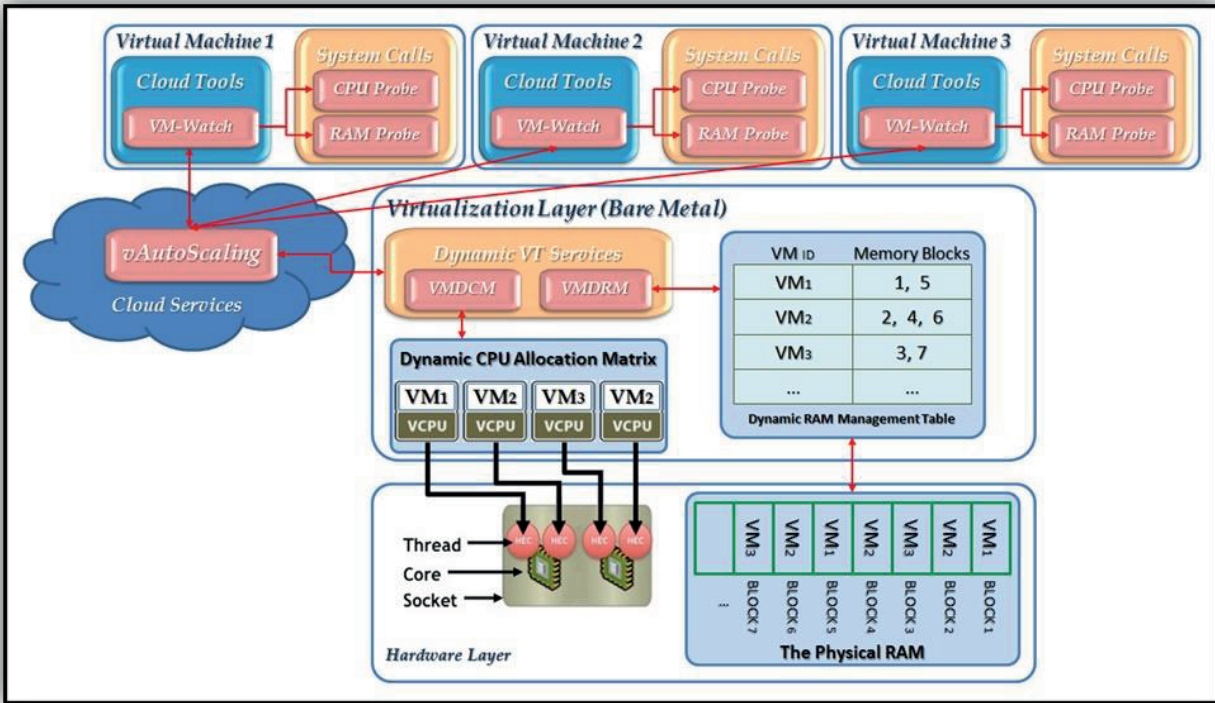 Virtual Machine 1
Cloud Tools
VM-Watch
System Calls
CPU Probe
RAM Probe
Virtual Machine 2
Cloud Tools
VM-Watch
System Calls
CPU Probe
RAM Probe
Virtual Machine 3
Cloud Tools
VM-Watch
System Calls
CPU Probe
RAM Probe
vAutoScaling
Cloud Services
Virtualization Layer (Bare Metal)
Dynamic VT Services
VMDCM
VMDRM
Dynamic CPU Allocation Matrix
VM1
VM2
VM3
VM2
VCPU
VCPU
VCPU
VCPU
VM ID Memory Blocks
VM1 1, 5
VM2 2, 4, 6
VM3 3, 7
... ...
Dynamic RAM Management Table
Thread
Core
Socket
HEC
HEC
HEC
HEC
Hardware Layer
VM3
VM2
VM1
VM2
VM3
VM2
VM1
...
BLOCK 7
BLOCK 6
BLOCK 5
BLOCK 4
BLOCK 3
BLOCK 2
BLOCK 1
The Physical RAM